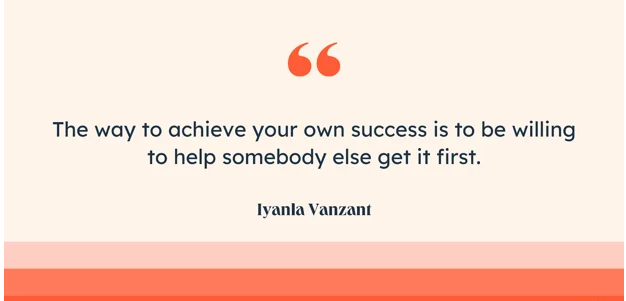 “
The way to achieve your own success is to be willing
to help somebody else get it first.
Iyanla Vanzant